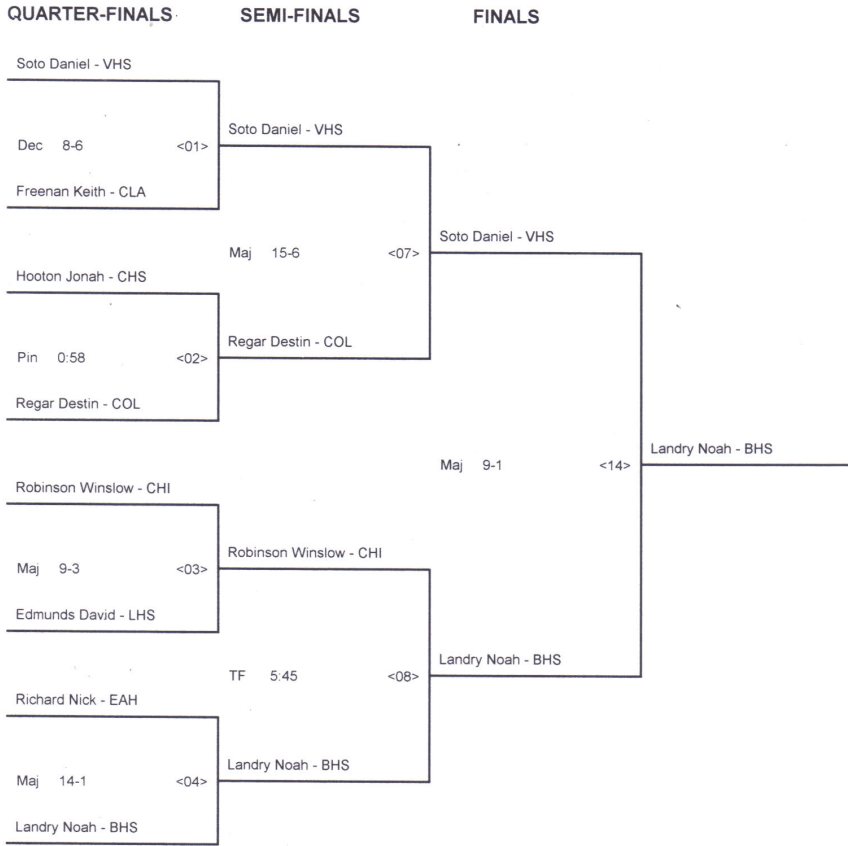 QUARTER-FINALS SEMI-FINALS FINALS
Soto Daniel - VHS
Soto Daniel - VHS
Dec 8-6 <01>
Freenan Keith - CLA
Soto Daniel - VHS
Maj 15-6 <07>
Hooton Jonah - CHS
Regar Destin - COL
Pin 0:58 <02>
Regar Destin - COL
Landry Noah - BHS
Maj 9-1 <14>
Robinson Winslow - CHI
Robinson Winslow - CHI
Maj 9-3 <03>
Edmunds David - LHS
Landry Noah - BHS
TF 5:45 <08>
Richard Nick - EAH
Landry Noah - BHS
Maj 14-1 <04>
Landry Noah - BHS